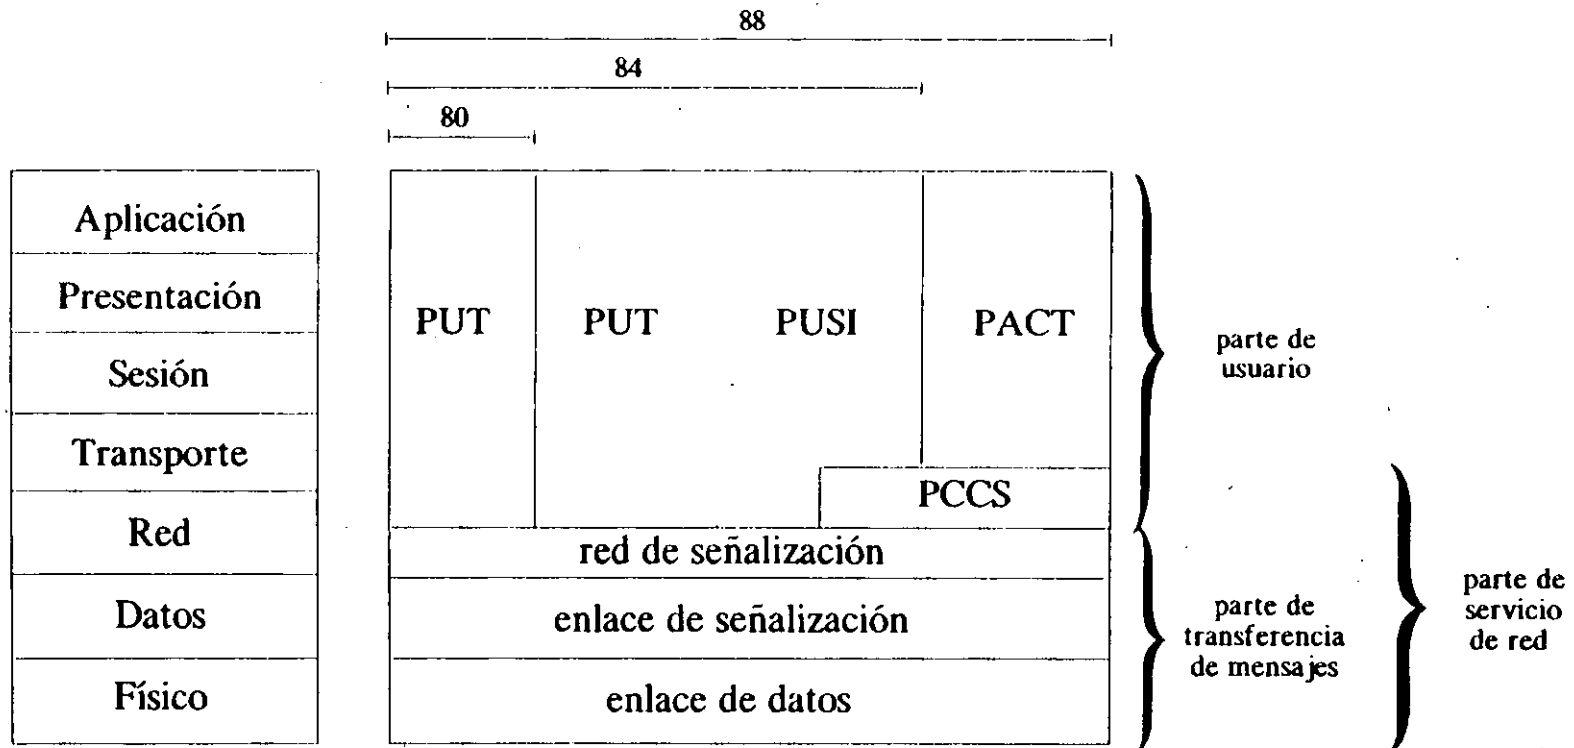 88
84
80
Aplicación
Presentación
Sesión
Transporte
Red
Datos
Físico
PUT
PUT
PUSI
PACT
PCCS
red de señalización
enlace de señalización
enlace de datos
parte de
usuario
parte de
transferencia
de mensajes
parte de
servicio
de red